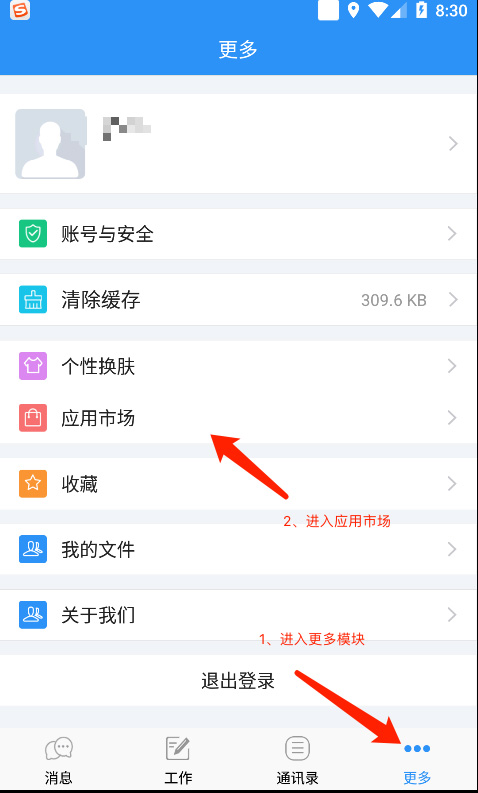 8:30
更多
账号与安全
清除缓存 309.6 KB
个性换肤
应用市场
收藏
2、进入应用市场
我的文件
关于我们
1、进入更多模块
退出登录
消息 工作 通讯录 更多